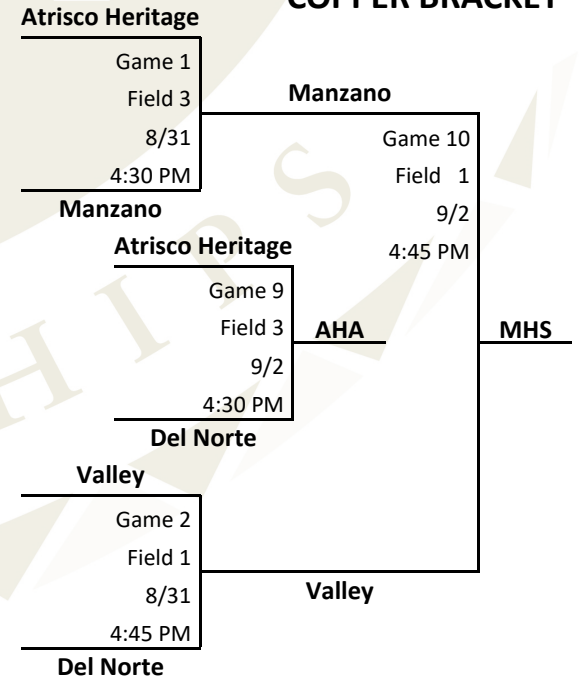 COPPER BRACKET
Atrisco Heritage
Game 1
Field 3
8/31
4:30 PM
Manzano
Manzano
Game 10
Field 1
9/2
4:45 PM
Atrisco Heritage
Game 9
Field 3
9/2
4:30 PM
Del Norte
AHA
MHS
Valley
Game 2
Field 1
8/31
4:45 PM
Del Norte
Valley
H I P S